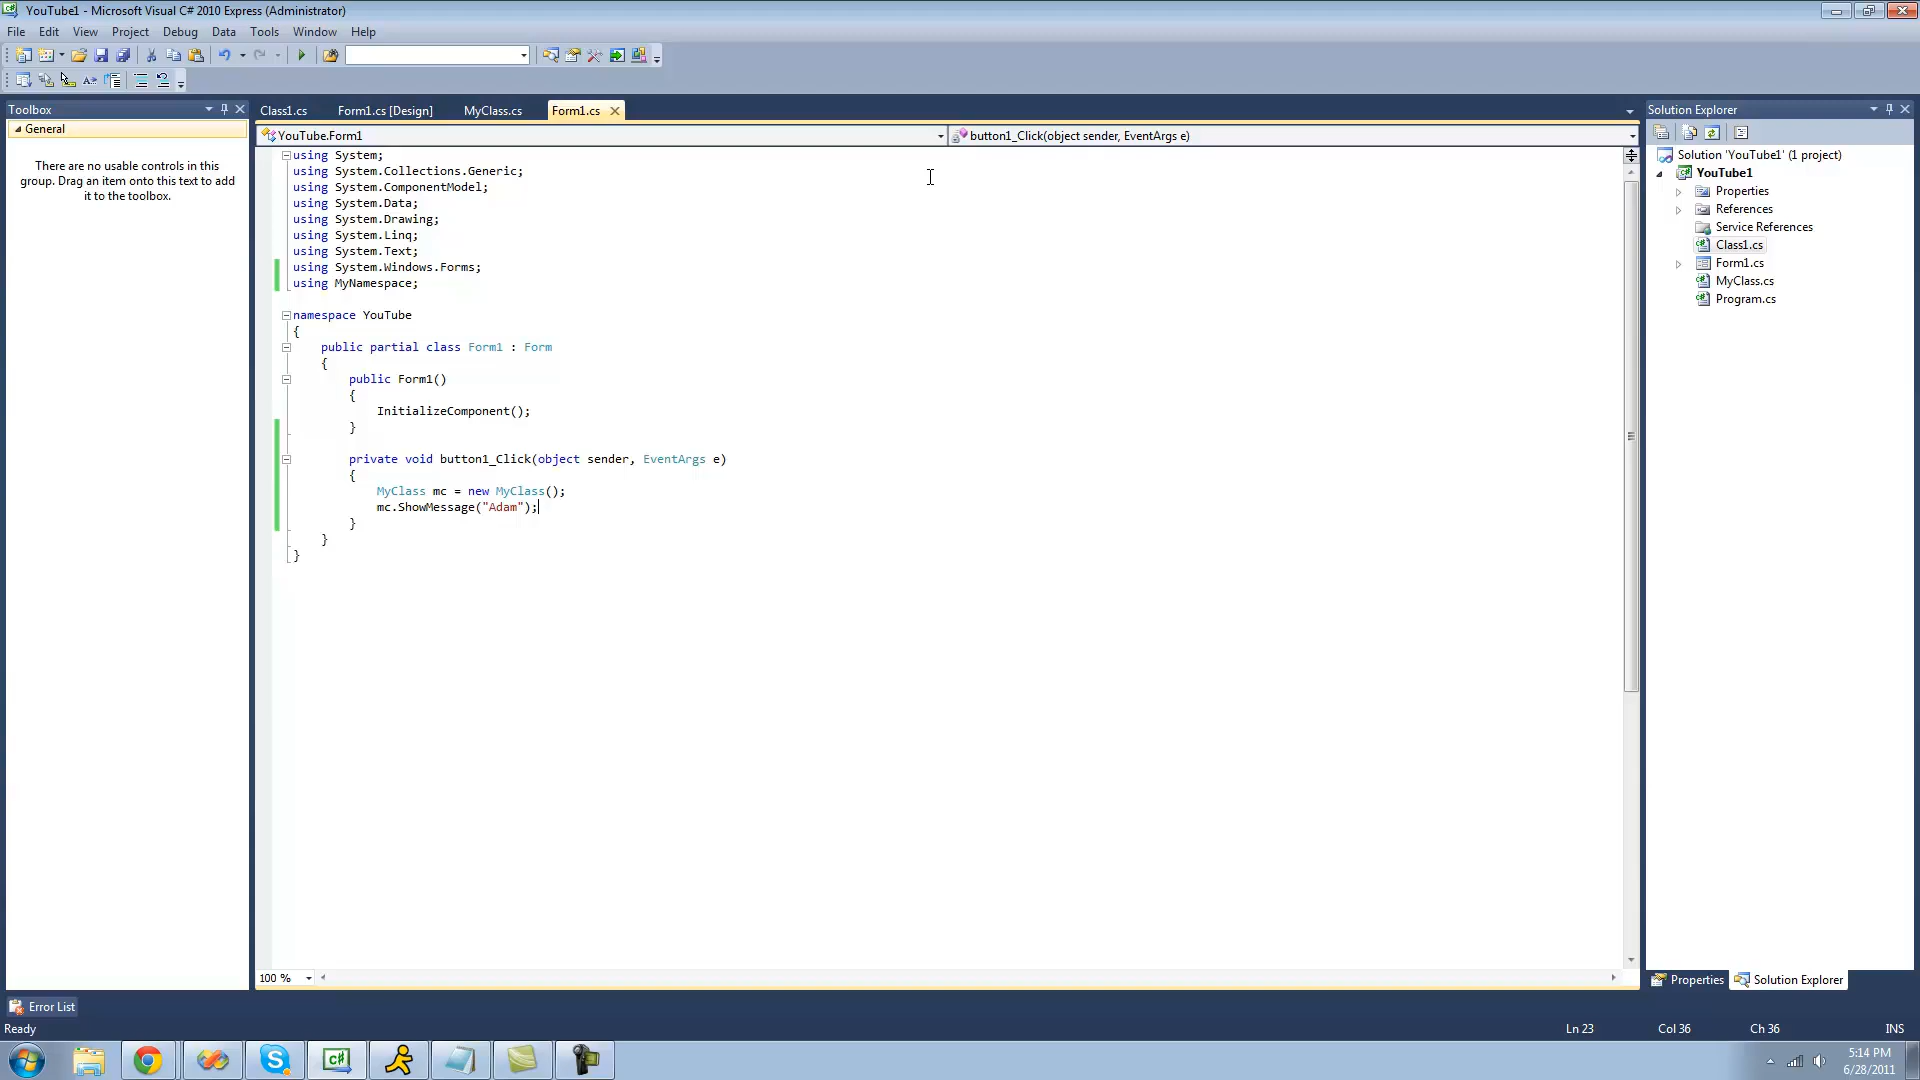 YouTube1 - Microsoft Visual C# 2010 Express (Administrator)
File Edit View Project Debug Data Tools Window Help
Toolbox
General
There are no usable controls in this
group. Drag an item onto this text to add
it to the toolbox.
Class1.cs Form1.cs [Design] MyClass.cs Form1.cs
YouTube.Form1 button1_Click(object sender, EventArgs e)
using System;
using System.Collections.Generic;
using System.ComponentModel;
using System.Data;
using System.Drawing;
using System.Linq;
using System.Text;
using System.Windows.Forms;
using MyNamespace;
namespace YouTube
{
public partial class Form1 : Form
{
public Form1()
{
InitializeComponent();
}
private void button1_Click(object sender, EventArgs e)
{
MyClass mc = new MyClass();
mc.ShowMessage("Adam");
}
}
}
100 %
Solution Explorer
Solution 'YouTube1' (1 project)
YouTube1
Properties
References
Service References
Class1.cs
Form1.cs
MyClass.cs
Program.cs
Properties Solution Explorer
Error List
Ready Ln 23 Col 36 Ch 36 INS
5:14 PM
6/28/2011